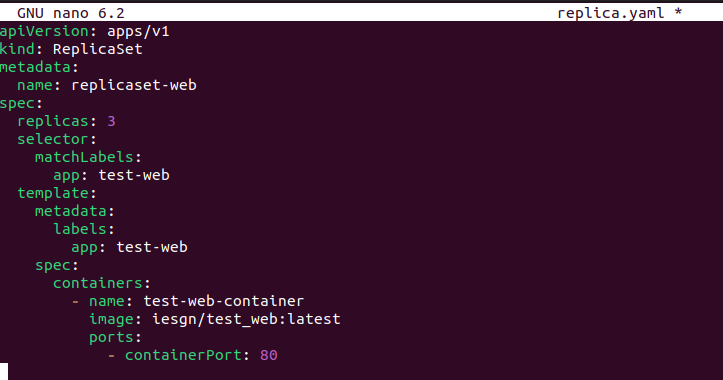 GNU nano 6.2 replica.yaml *
apiVersion: apps/v1
kind: ReplicaSet
metadata:
  name: replicaset-web
spec:
  replicas: 3
  selector:
    matchLabels:
      app: test-web
  template:
    metadata:
      labels:
        app: test-web
    spec:
      containers:
        - name: test-web-container
          image: iesgn/test_web:latest
          ports:
            - containerPort: 80